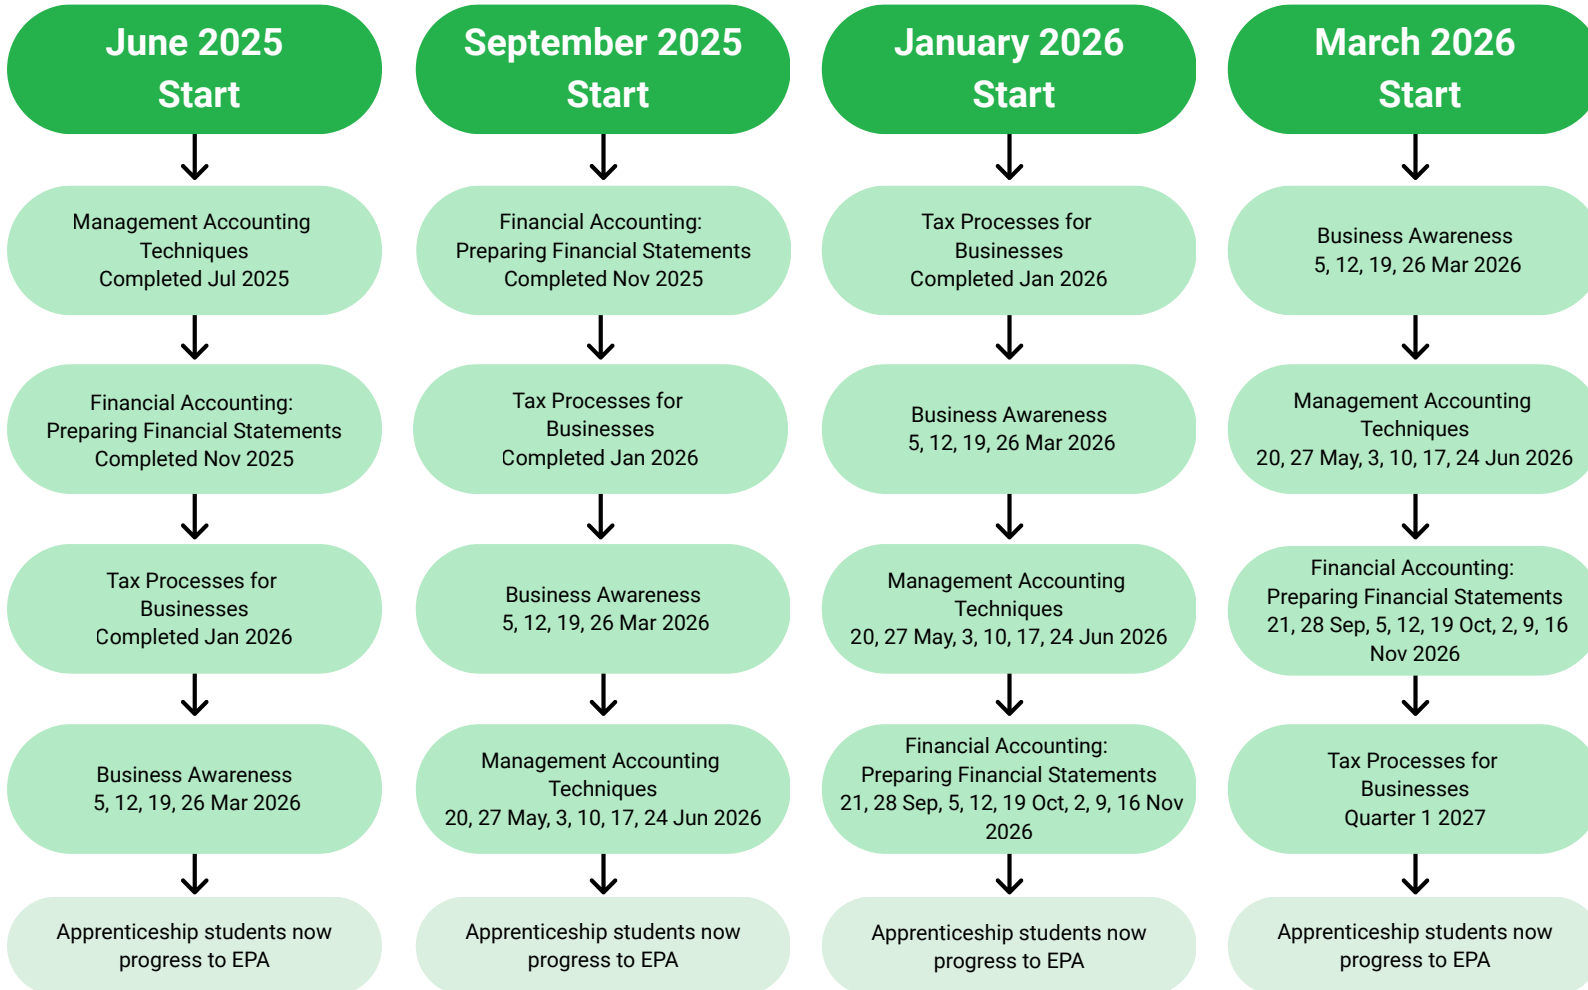 June 2025
Start
Management Accounting
Techniques
Completed Jul 2025
Financial Accounting:
Preparing Financial Statements
Completed Nov 2025
Tax Processes for
Businesses
Completed Jan 2026
Business Awareness
5, 12, 19, 26 Mar 2026
Apprenticeship students now
progress to EPA
September 2025
Start
Financial Accounting:
Preparing Financial Statements
Completed Nov 2025
Tax Processes for
Businesses
Completed Jan 2026
Business Awareness
5, 12, 19, 26 Mar 2026
Management Accounting
Techniques
20, 27 May, 3, 10, 17, 24 Jun 2026
Apprenticeship students now
progress to EPA
January 2026
Start
Tax Processes for
Businesses
Completed Jan 2026
Business Awareness
5, 12, 19, 26 Mar 2026
Management Accounting
Techniques
20, 27 May, 3, 10, 17, 24 Jun 2026
Financial Accounting:
Preparing Financial Statements
21, 28 Sep, 5, 12, 19 Oct, 2, 9, 16 Nov
2026
Apprenticeship students now
progress to EPA
March 2026
Start
Business Awareness
5, 12, 19, 26 Mar 2026
Management Accounting
Techniques
20, 27 May, 3, 10, 17, 24 Jun 2026
Financial Accounting:
Preparing Financial Statements
21, 28 Sep, 5, 12, 19 Oct, 2, 9, 16
Nov 2026
Tax Processes for
Businesses
Quarter 1 2027
Apprenticeship students now
progress to EPA